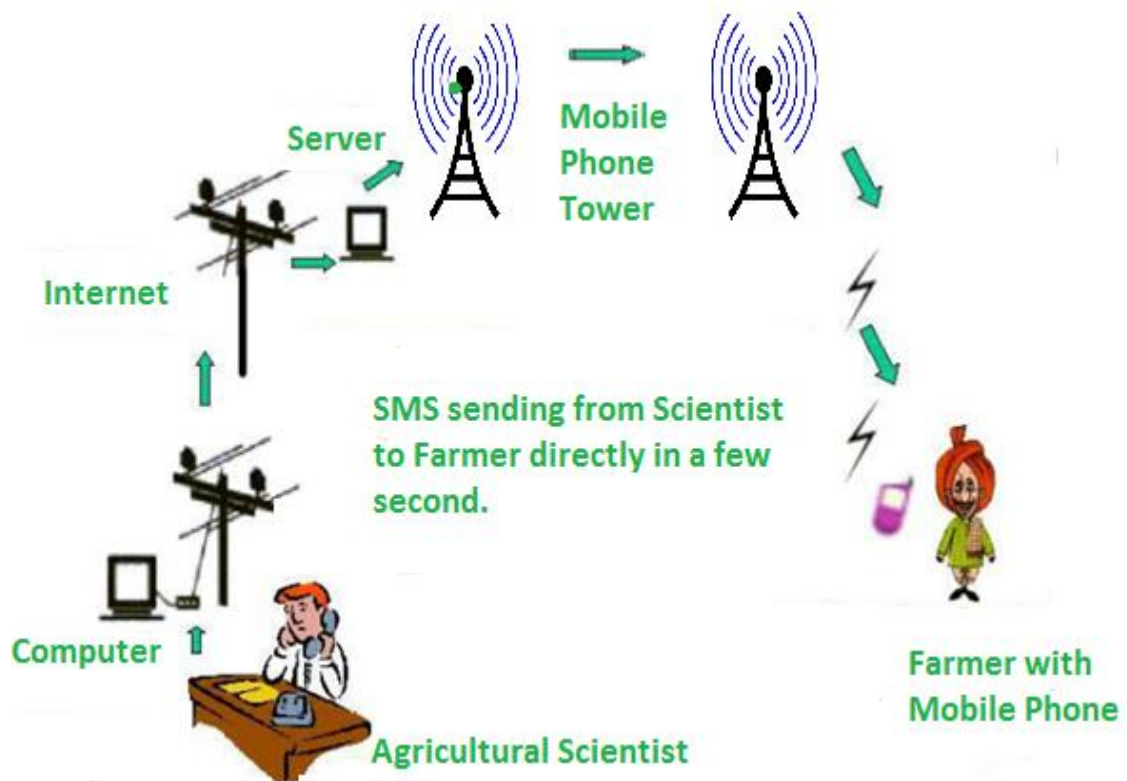 Server
Mobile
Phone
Tower
Internet
SMS sending from Scientist
to Farmer directly in a few
second.
Computer
Agricultural Scientist
Farmer with
Mobile Phone